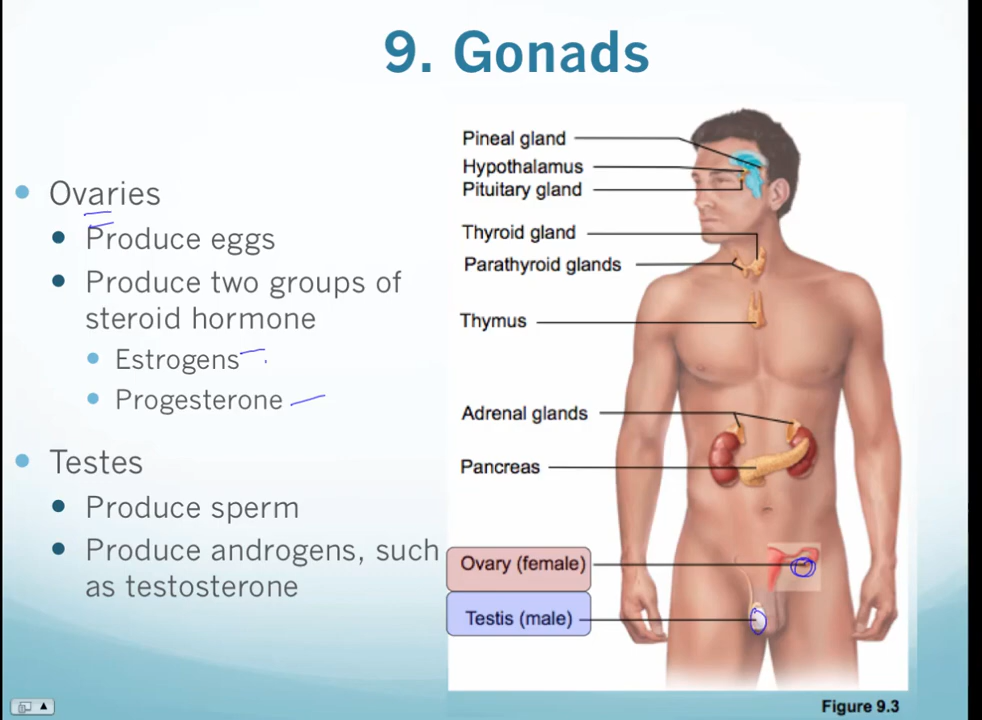 9. Gonads
Ovaries
Produce eggs
Produce two groups of
steroid hormone
Estrogens
Progesterone
Testes
Produce sperm
Produce androgens, such
as testosterone
Pineal gland
Hypothalamus
Pituitary gland
Thyroid gland
Parathyroid glands
Thymus
Adrenal glands
Pancreas
Ovary (female)
Testis (male)
Figure 9.3